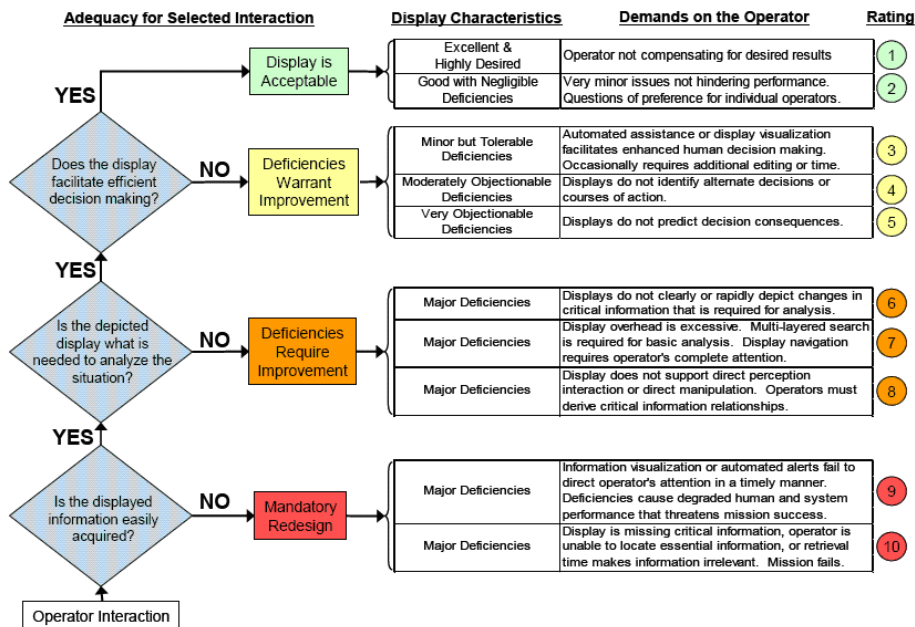 Adequacy for Selected Interaction
Display Characteristics
Demands on the Operator
Rating
Display is
Acceptable
Excellent &
Highly Desired
Operator not compensating for desired results
1
Good with Negligible
Deficiencies
Very minor issues not hindering performance.
Questions of preference for individual operators.
2
YES
Does the display
facilitate efficient
decision making?
NO
Deficiencies
Warrant
Improvement
Minor but Tolerable
Deficiencies
Automated assistance or display visualization
facilitates enhanced human decision making.
Occasionally requires additional editing or time.
3
Moderately Objectionable
Deficiencies
Displays do not identify alternate decisions or
courses of action.
4
Very Objectionable
Deficiencies
Displays do not predict decision consequences.
5
YES
Is the depicted
display what is
needed to analyze the
situation?
NO
Deficiencies
Require
Improvement
Major Deficiencies
Displays do not clearly or rapidly depict changes in
critical information that is required for analysis.
6
Major Deficiencies
Display overhead is excessive. Multi-layered search
is required for basic analysis. Display navigation
requires operator's complete attention.
7
Major Deficiencies
Display does not support direct perception
interaction or direct manipulation. Operators must
derive critical information relationships.
8
YES
Is the displayed
information easily
acquired?
NO
Mandatory
Redesign
Major Deficiencies
Information visualization or automated alerts fail to
direct operator's attention in a timely manner.
Deficiencies cause degraded human and system
performance that threatens mission success.
9
Major Deficiencies
Display is missing critical information, operator is
unable to locate essential information, or retrieval
time makes information irrelevant. Mission fails.
10
Operator Interaction